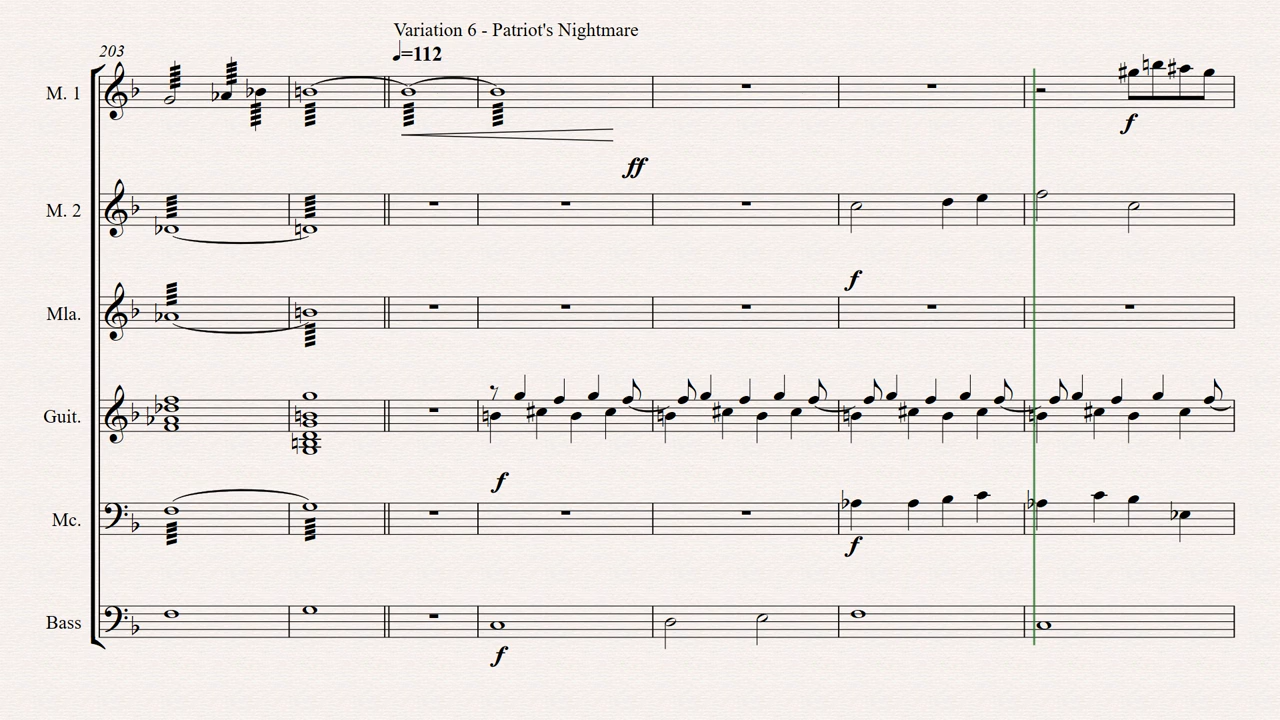 Variation 6 - Patriot's Nightmare
203
♩=112
M. 1
f
ff
M. 2
f
Mla.
Guit.
f
Mc.
f
Bass
f